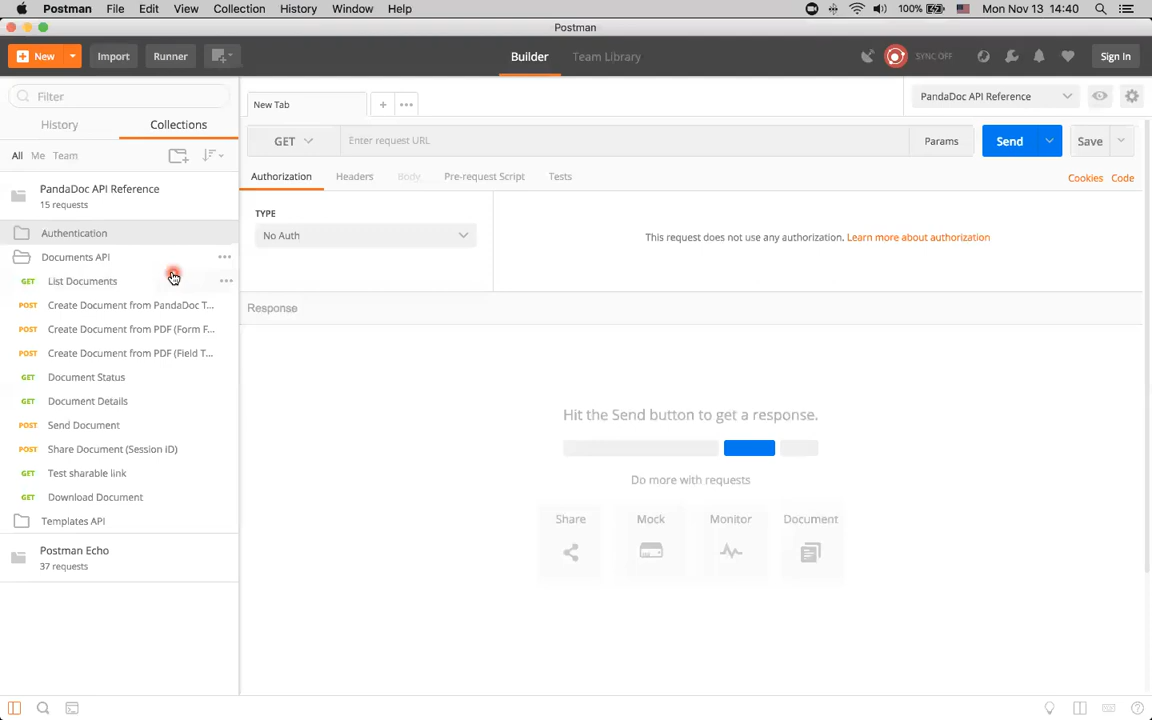 Postman File Edit View Collection History Window Help 100% Mon Nov 13 14:40
Postman
New Import Runner Builder Team Library SYNC OFF Sign In
Filter
History Collections
All Me Team
PandaDoc API Reference
15 requests
Authentication
Documents API
GET List Documents
POST Create Document from PandaDoc T...
POST Create Document from PDF (Form F...
POST Create Document from PDF (Field T...
GET Document Status
GET Document Details
POST Send Document
POST Share Document (Session ID)
GET Test sharable link
GET Download Document
Templates API
Postman Echo
37 requests
New Tab
PandaDoc API Reference
GET Enter request URL Params Send Save
Authorization Headers Body Pre-request Script Tests Cookies Code
TYPE
No Auth
This request does not use any authorization. Learn more about authorization
Response
Hit the Send button to get a response.
Do more with requests
Share Mock Monitor Document